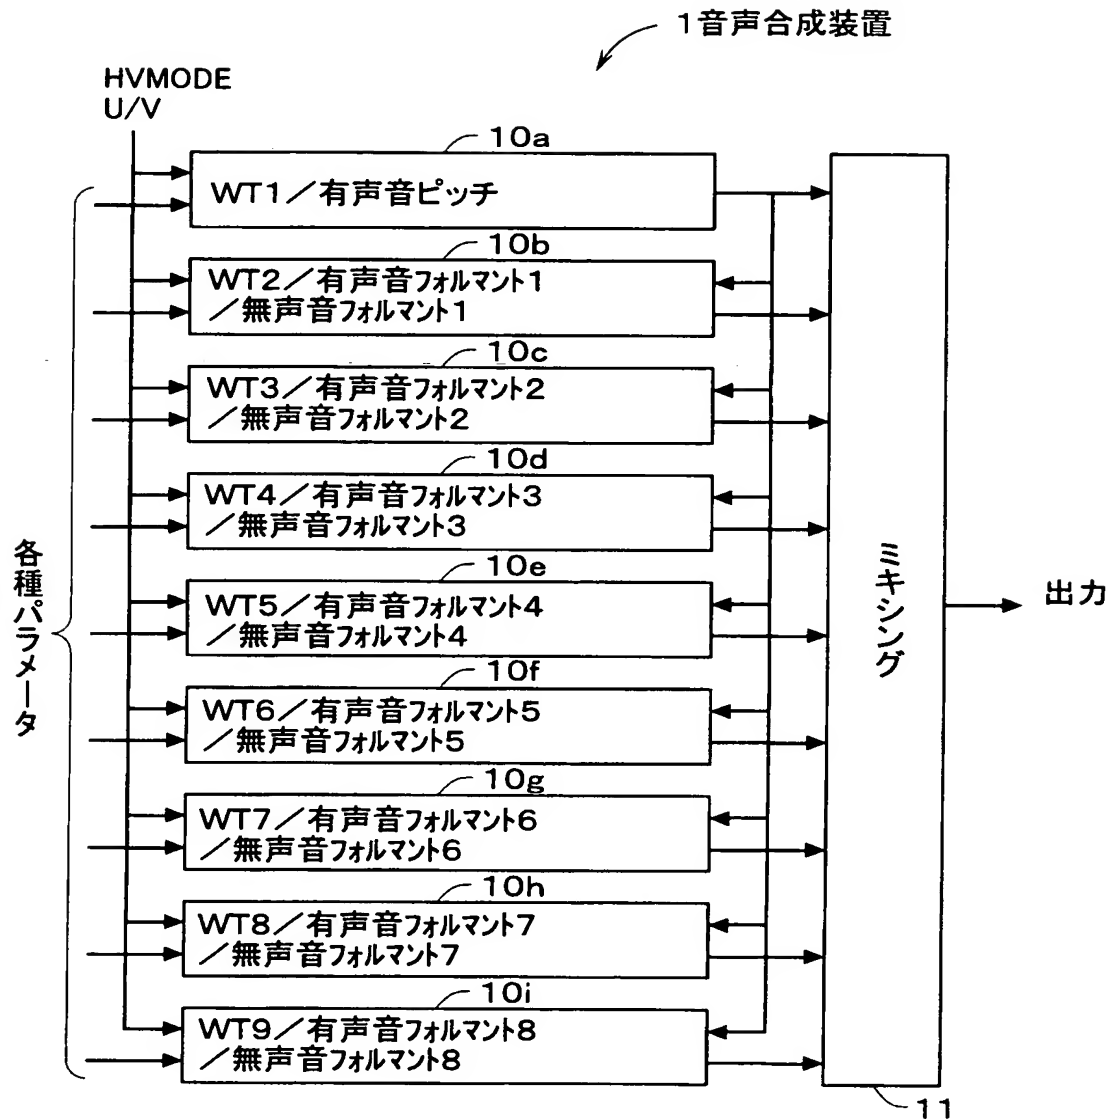 1音声合成装置
HVMODE
U/V
10a
WT1／有声音ピッチ
10b
WT2／有声音フォルマント1
／無声音フォルマント1
10c
WT3／有声音フォルマント2
／無声音フォルマント2
10d
WT4／有声音フォルマント3
／無声音フォルマント3
10e
WT5／有声音フォルマント4
／無声音フォルマント4
10f
WT6／有声音フォルマント5
／無声音フォルマント5
10g
WT7／有声音フォルマント6
／無声音フォルマント6
10h
WT8／有声音フォルマント7
／無声音フォルマント7
10i
WT9／有声音フォルマント8
／無声音フォルマント8
各種パラメータ
ミキシング
出力
11